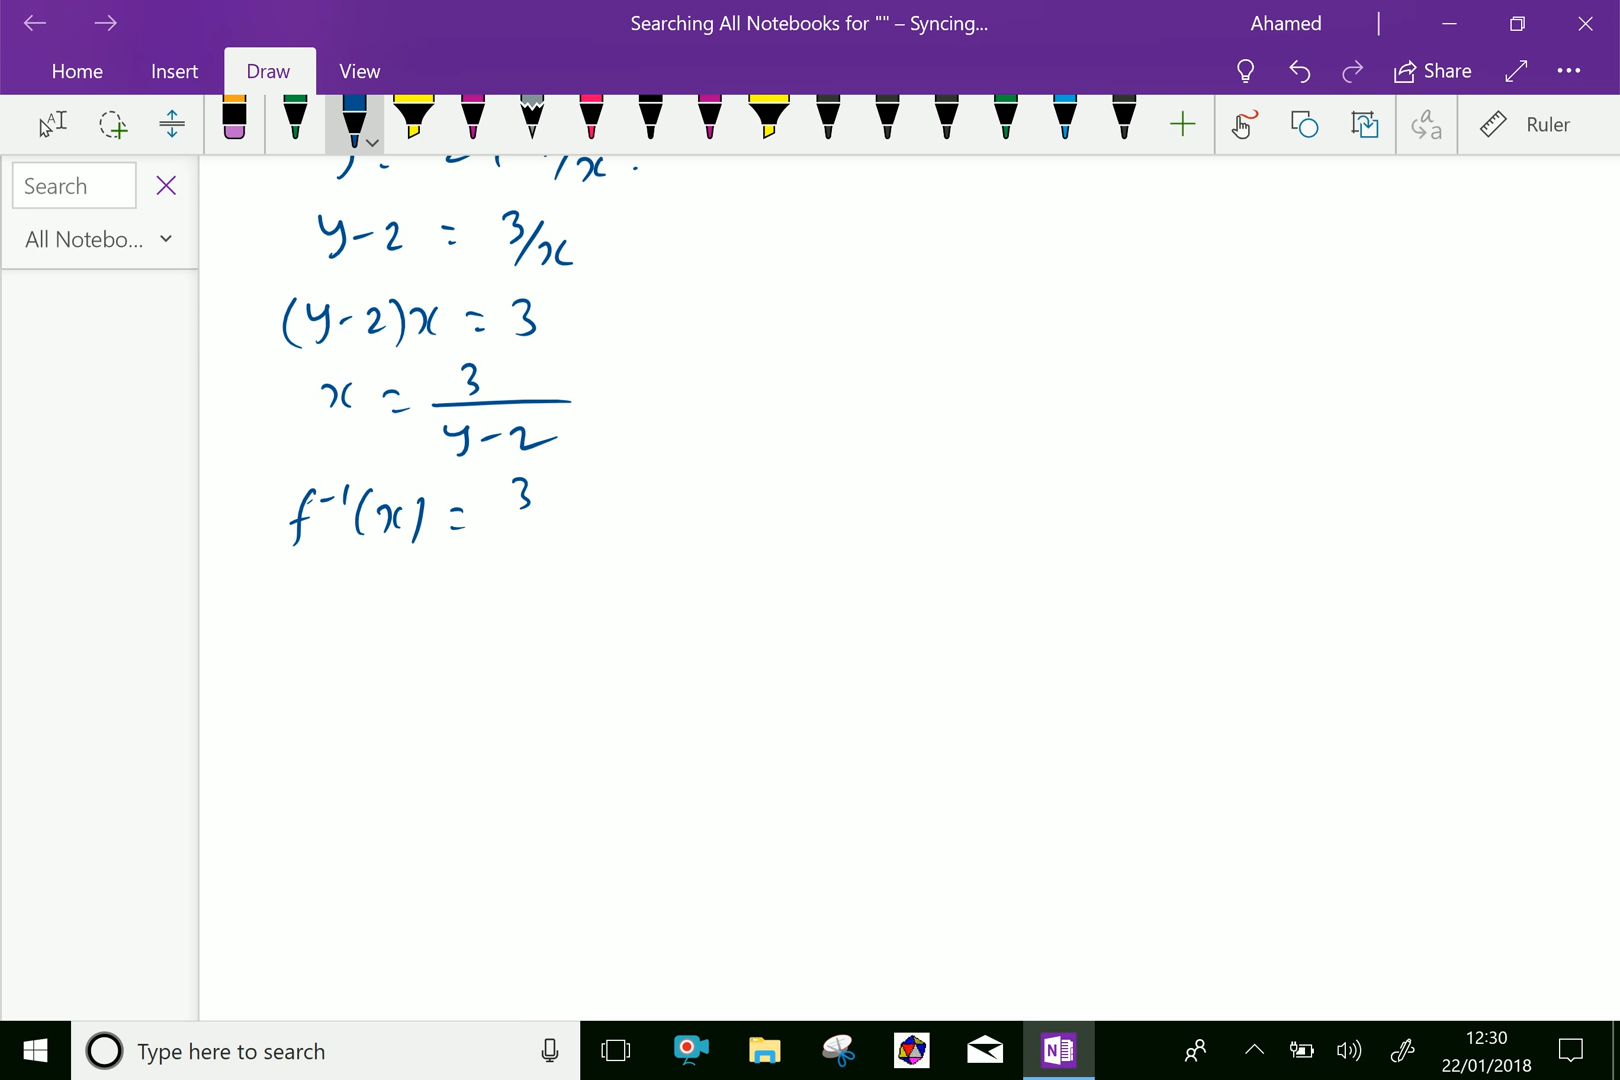 Searching All Notebooks for "" – Syncing...
Ahamed
Home Insert Draw View
Share
Ruler
Search
All Notebo...
y - 2 = 3/x
(y - 2)x = 3
x = 3/(y - 2)
f⁻¹(x) = 3
Type here to search
12:30
22/01/2018